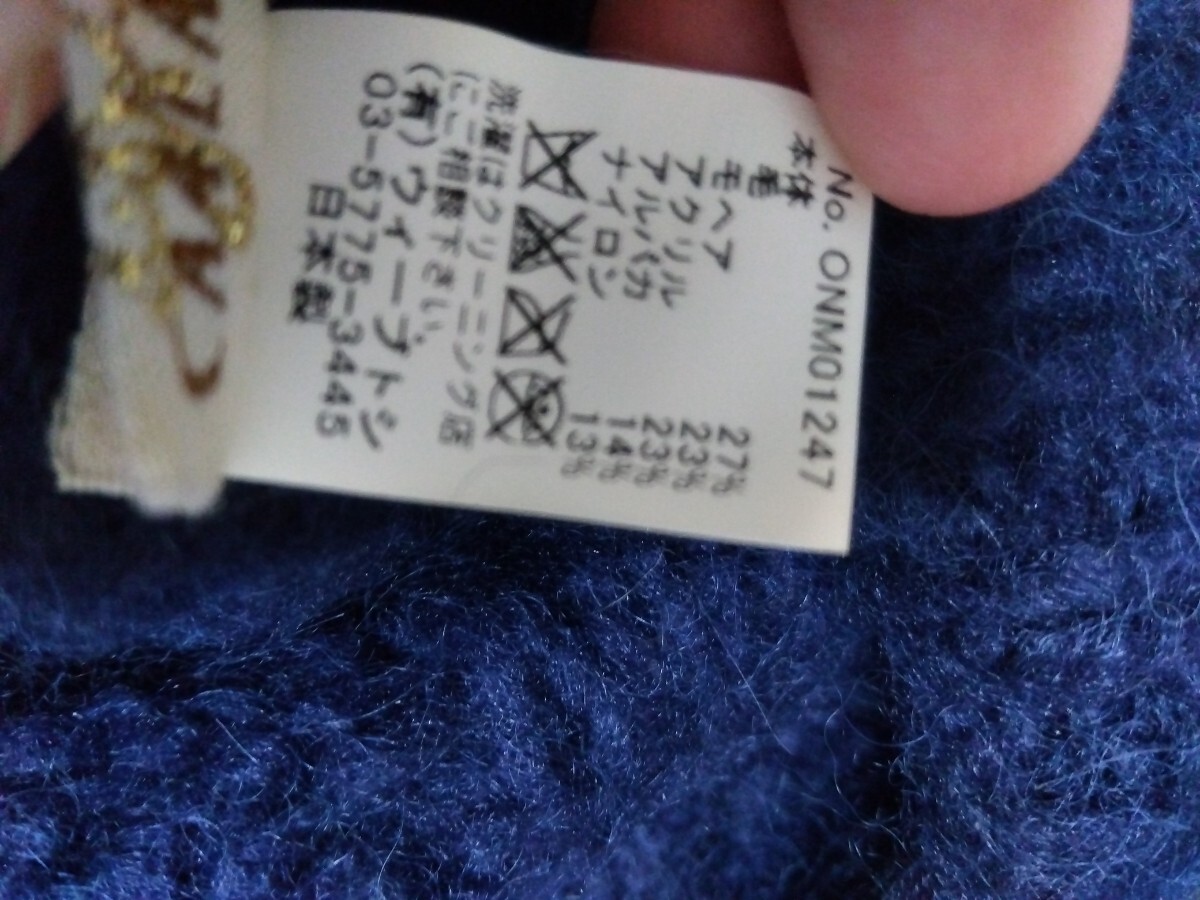 No. ONM01247
本体
毛 27%
モヘア 23%
アクリル 23%
アルパカ 14%
ナイロン 13%
洗濯はクリーニング店
にご相談下さい。
(有)ヴィーブトシ
03-5775-3445
日本製